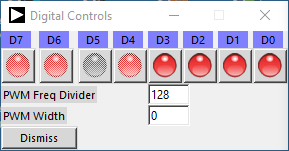 Digital Controls
D7 D6 D5 D4 D3 D2 D1 D0
PWM Freq Divider 128
PWM Width 0
Dismiss